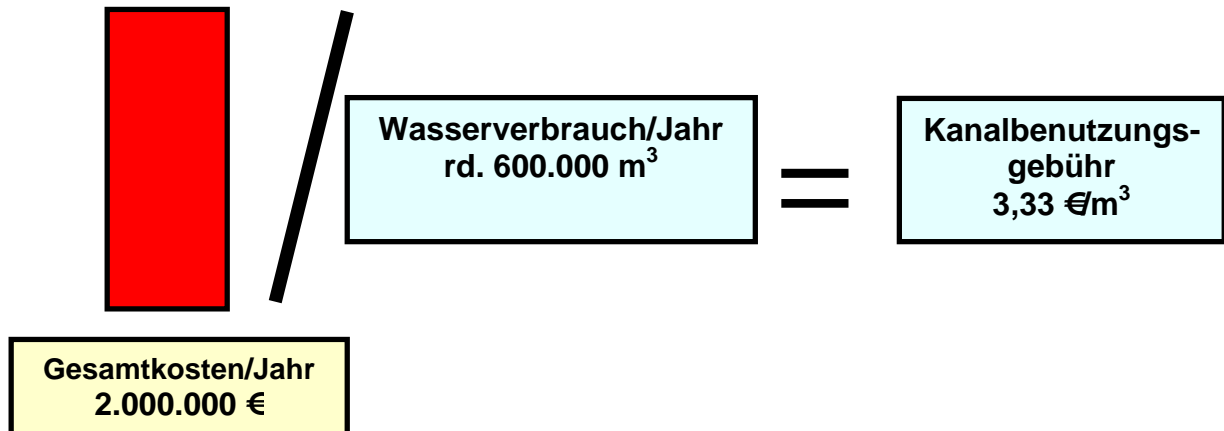 Wasserverbrauch/Jahr
rd. 600.000 m³
Kanalbenutzungs-
gebühr
3,33 €/m³
Gesamtkosten/Jahr
2.000.000 €